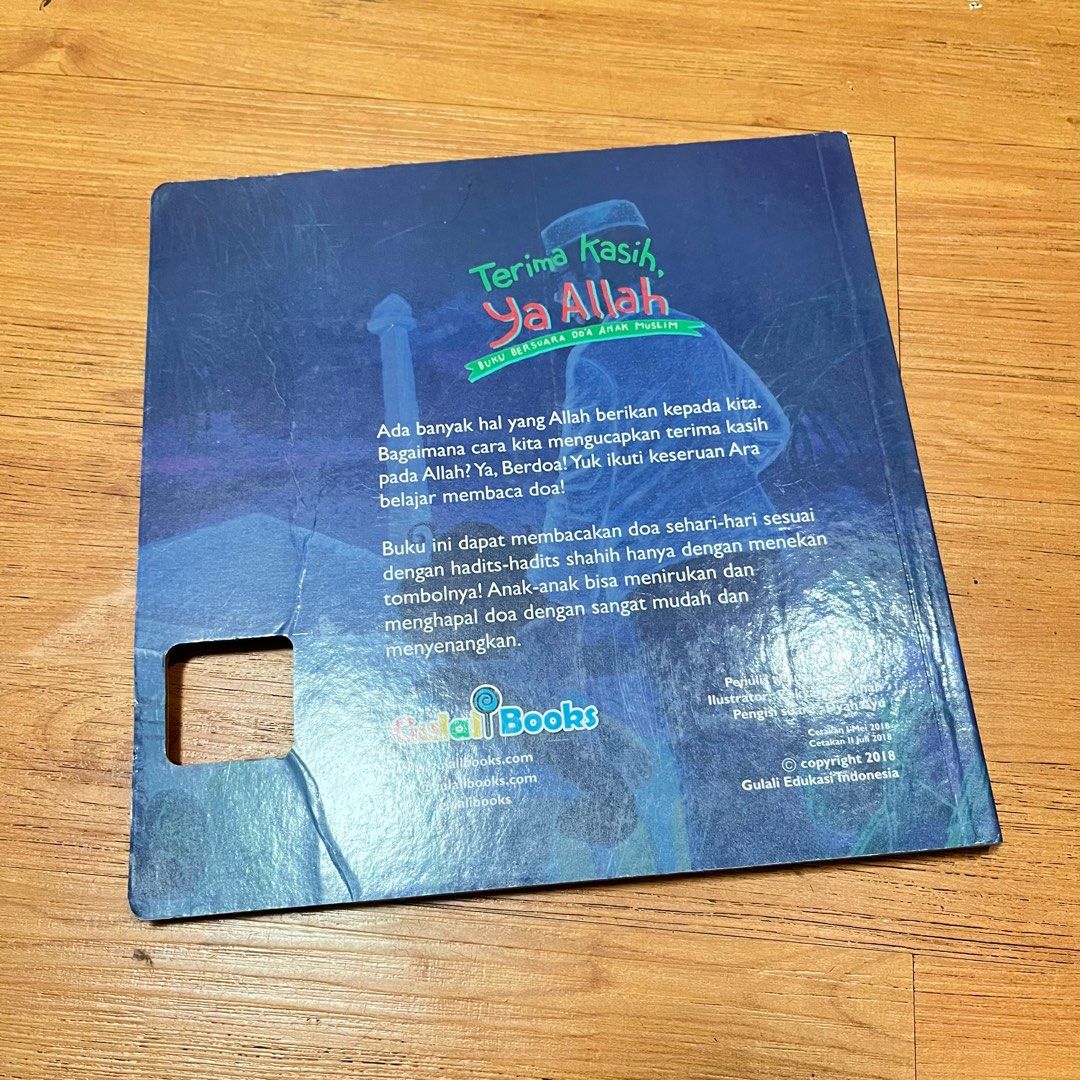 Terima Kasih,
Ya Allah
BUKU BERSUARA DO'A ANAK MUSLIM
Ada banyak hal yang Allah berikan kepada kita.
Bagaimana cara kita mengucapkan terima kasih
pada Allah? Ya, Berdoa! Yuk ikuti keseruan Ara
belajar membaca doa!
Buku ini dapat membacakan doa sehari-hari sesuai
dengan hadits-hadits shahih hanya dengan menekan
tombolnya! Anak-anak bisa menirukan dan
menghapal doa dengan sangat mudah dan
menyenangkan.
Gulali Books
Penulis
Ilustrator
Pengisi
Cetakan I Mei 2018
Cetakan II Juli 2018
© copyright 2018
Gulali Edukasi Indonesia